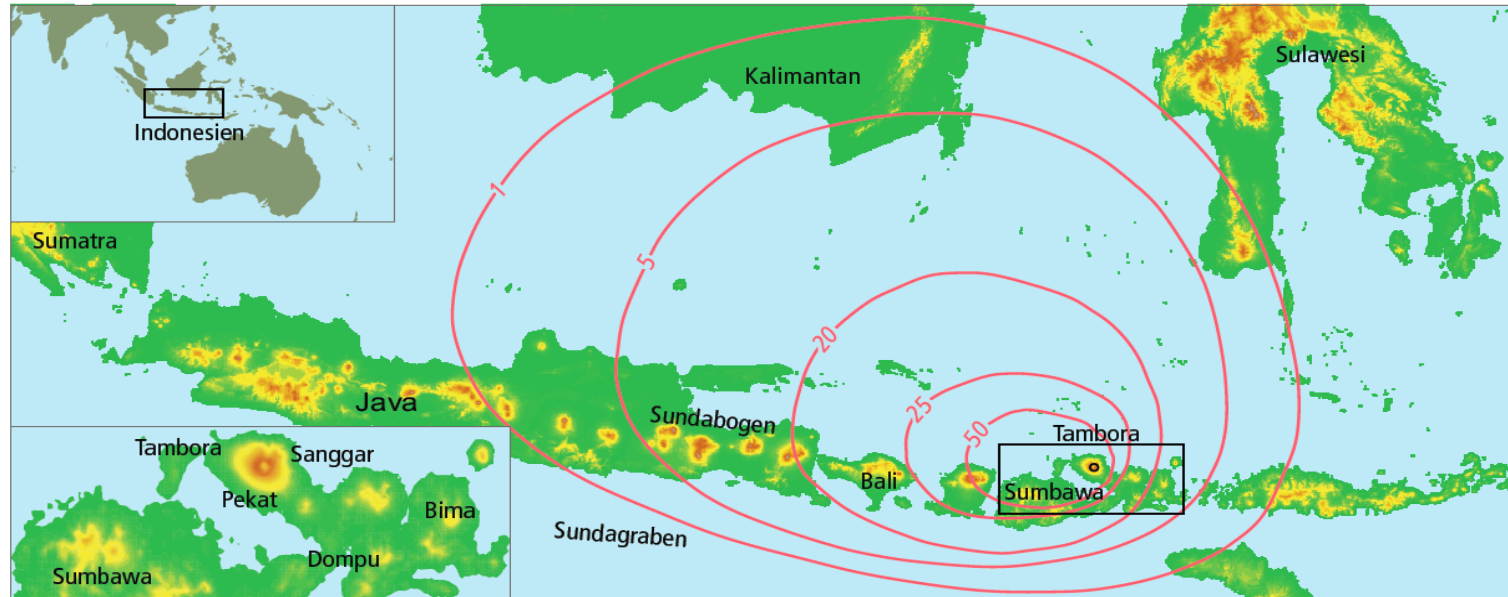 Indonesien
Kalimantan
Sulawesi
1
Sumatra
5
20
Java
Sundabogen
25
50
Tambora
Bali
Sumbawa
Sundagraben
Tambora
Sanggar
Pekat
Bima
Dompu
Sumbawa